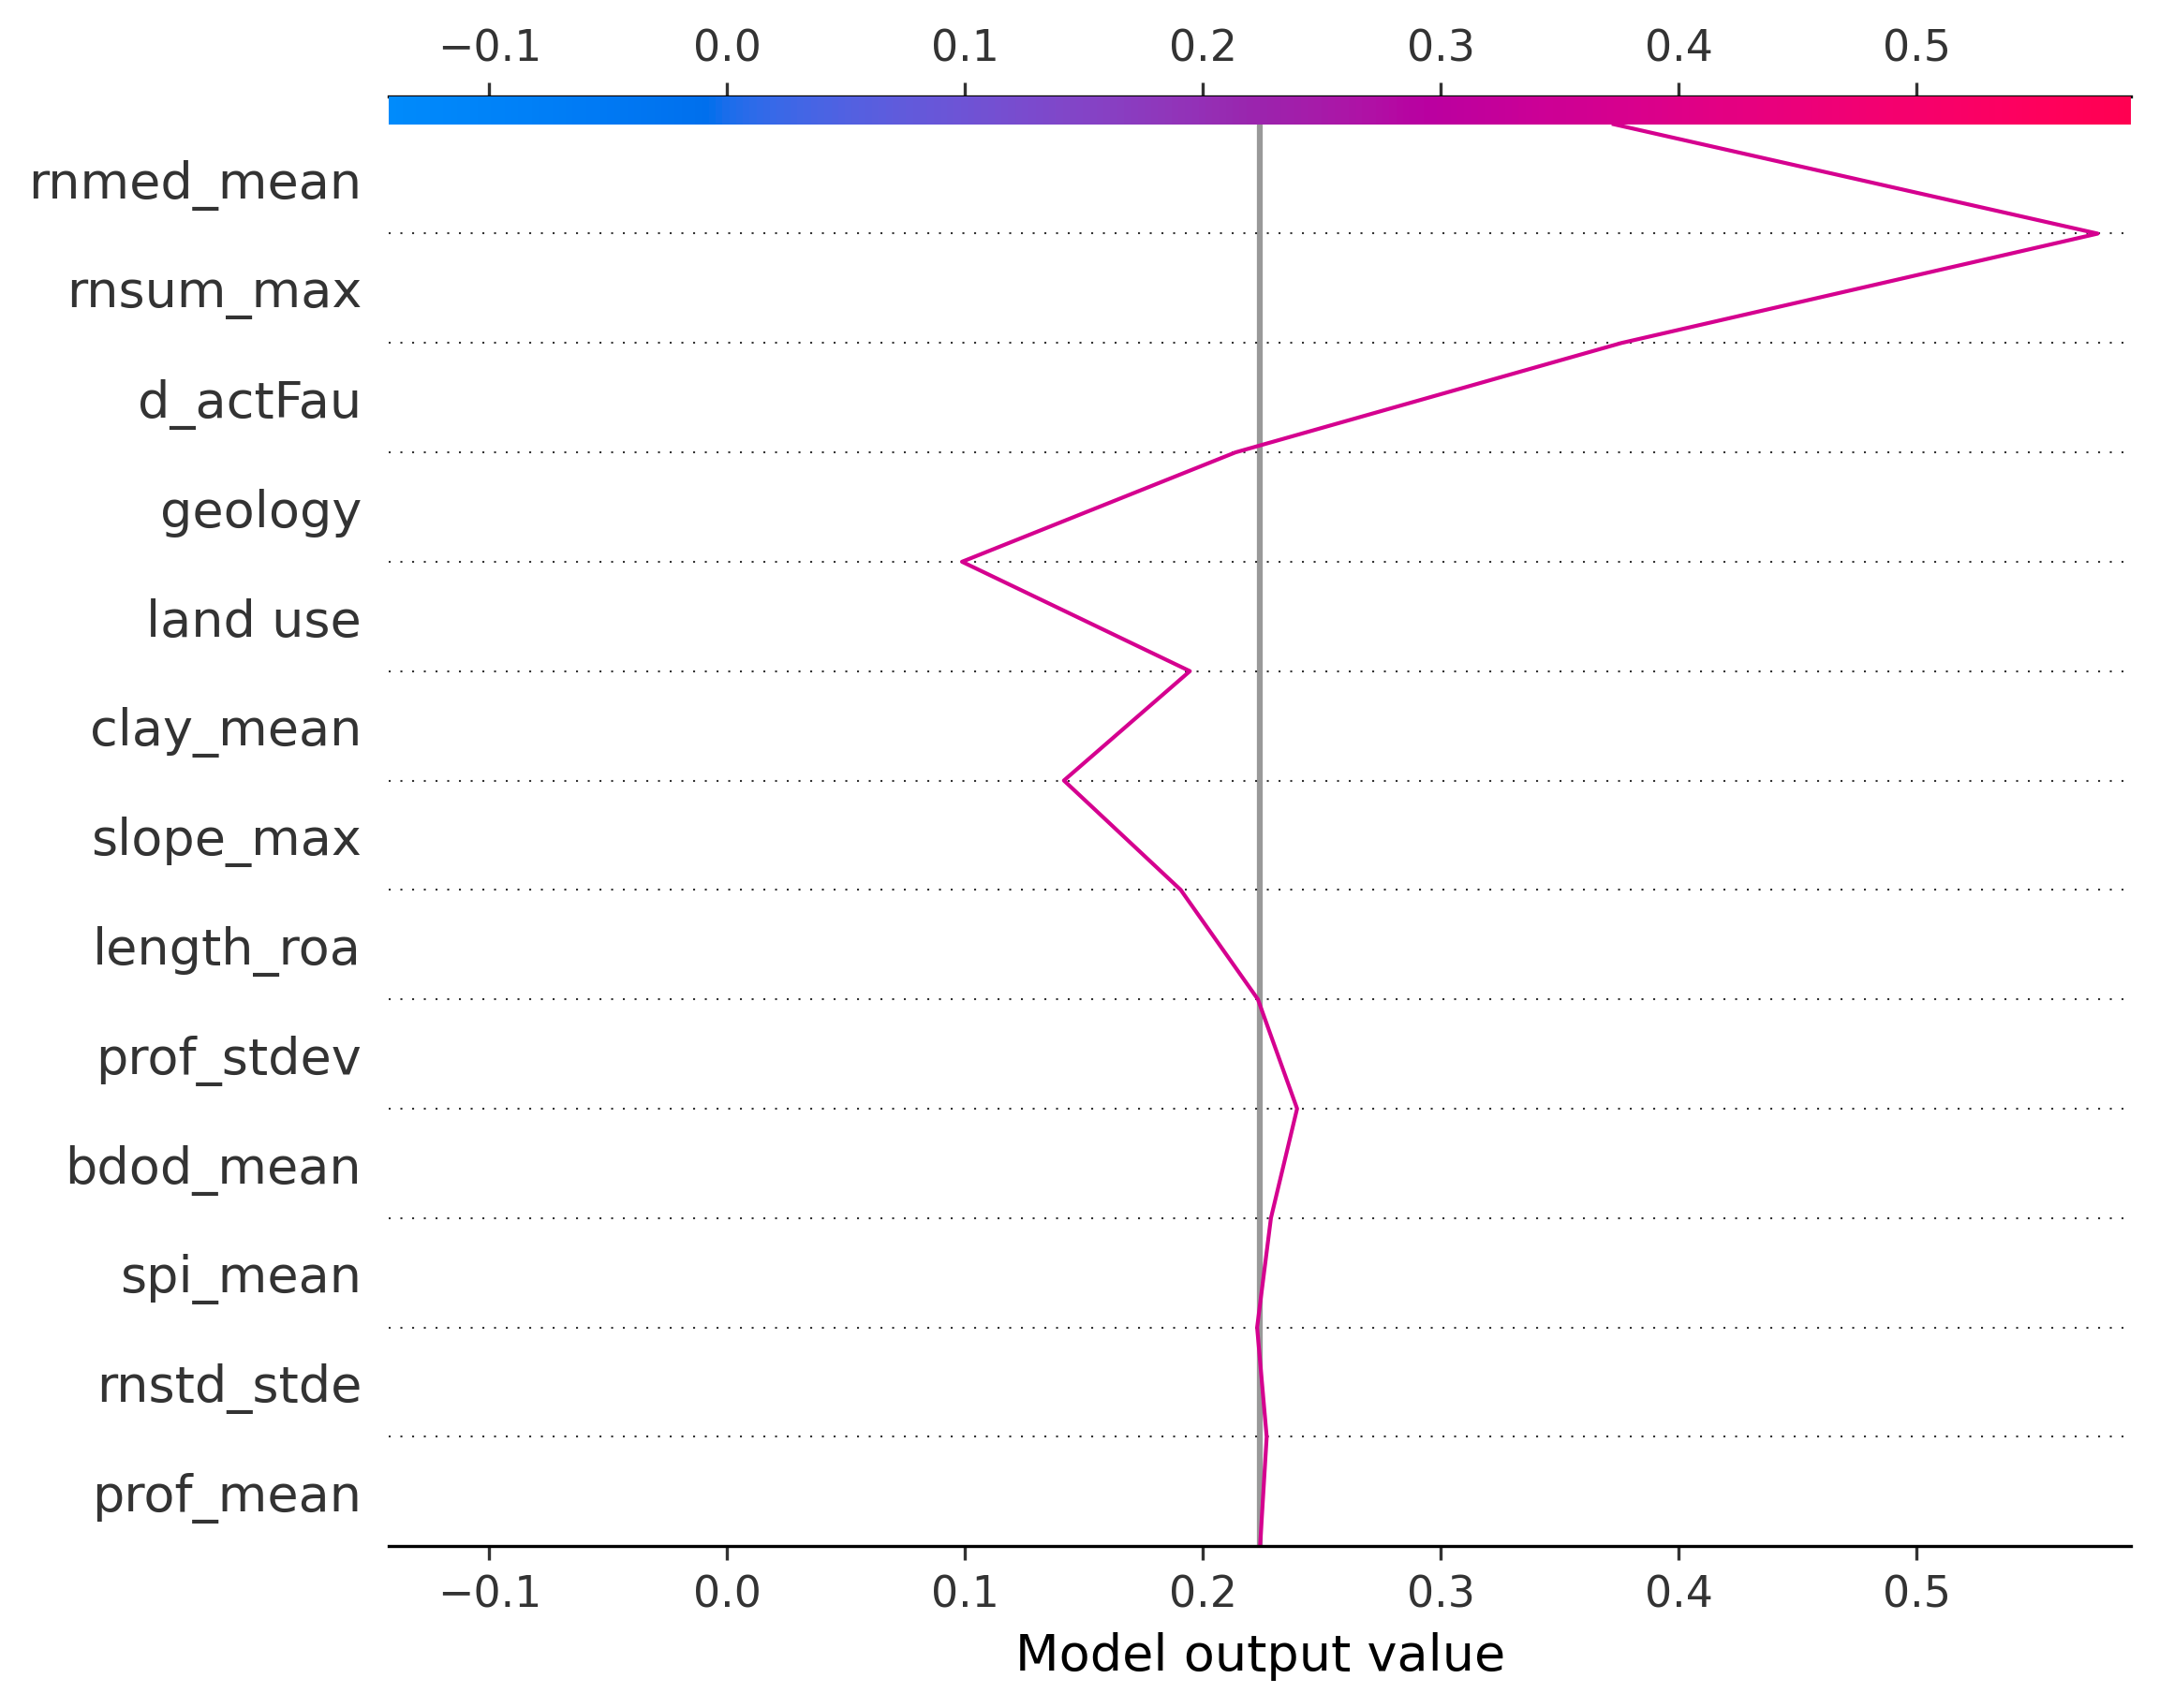 −0.1 0.0 0.1 0.2 0.3 0.4 0.5
rnmed_mean
rnsum_max
d_actFau
geology
land use
clay_mean
slope_max
length_roa
prof_stdev
bdod_mean
spi_mean
rnstd_stde
prof_mean
−0.1 0.0 0.1 0.2 0.3 0.4 0.5
Model output value